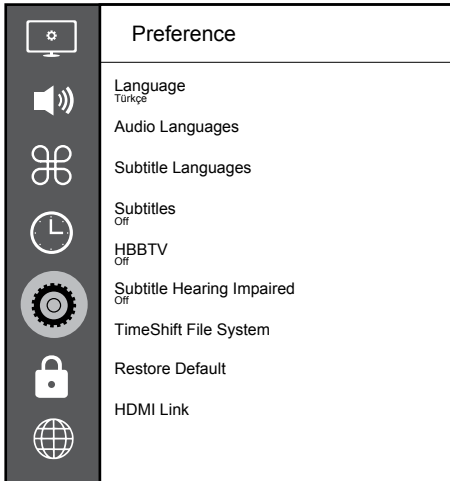 Preference
Language
Türkçe
Audio Languages
Subtitle Languages
Subtitles
Off
HBBTV
Off
Subtitle Hearing Impaired
Off
TimeShift File System
Restore Default
HDMI Link